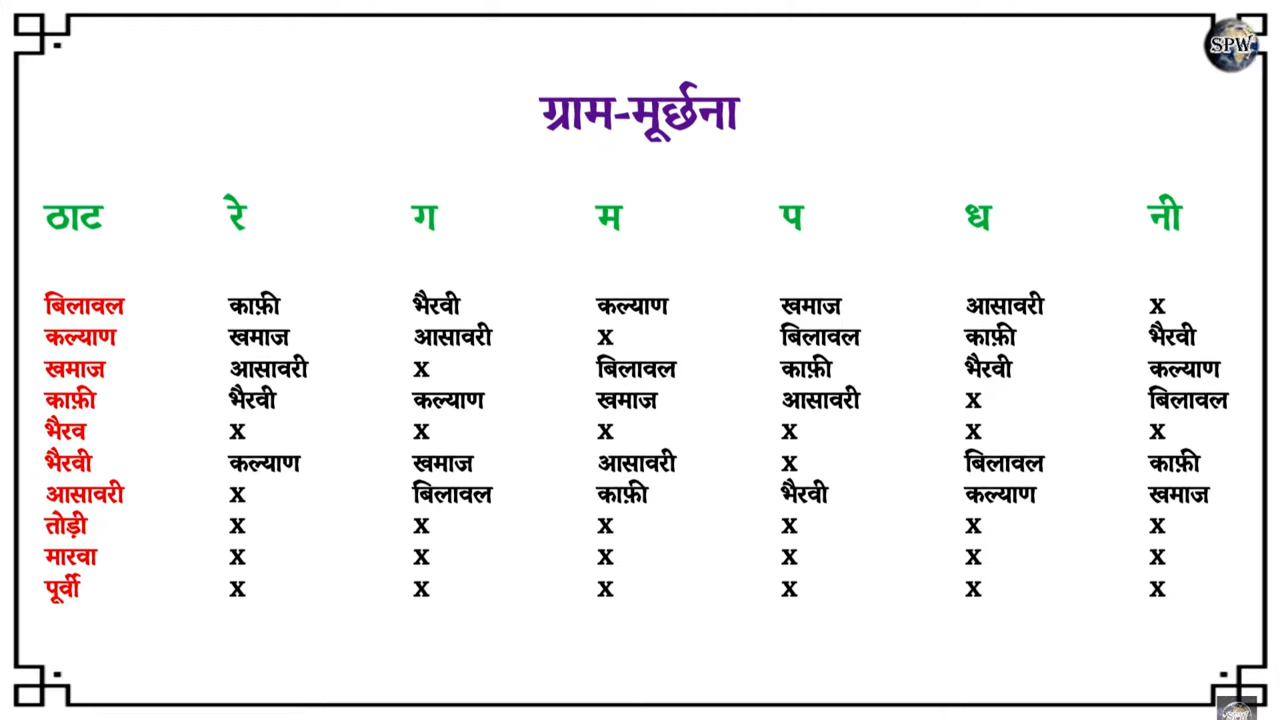 SPW
ग्राम-मूर्छना
ठाट रे ग म प ध नी
बिलावल काफ़ी भैरवी कल्याण खमाज आसावरी x
कल्याण खमाज आसावरी x बिलावल काफ़ी भैरवी
खमाज आसावरी x बिलावल काफ़ी भैरवी कल्याण
काफ़ी भैरवी कल्याण खमाज आसावरी x बिलावल
भैरव x x x x x x
भैरवी कल्याण खमाज आसावरी x बिलावल काफ़ी
आसावरी x बिलावल काफ़ी भैरवी कल्याण खमाज
तोड़ी x x x x x x
मारवा x x x x x x
पूर्वी x x x x x x